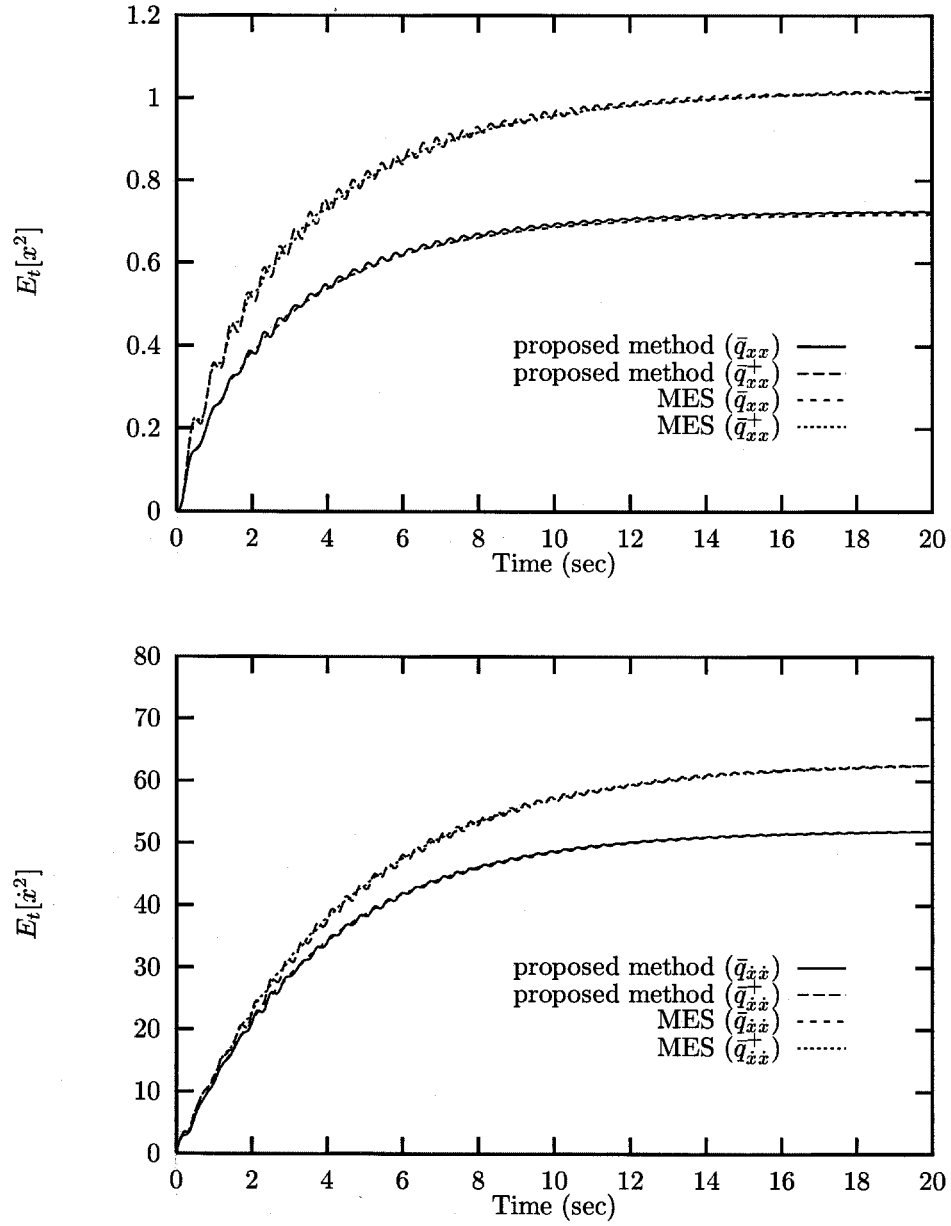 1.2
1
0.8
0.6
0.4
0.2
0
E_t[x²]
proposed method (q̄_xx)
proposed method (q̄⁺_xx)
MES (q̄_xx)
MES (q̄⁺_xx)
0 2 4 6 8 10 12 14 16 18 20
Time (sec)
80
70
60
50
40
30
20
10
0
E_t[ẋ²]
proposed method (q̄_ẋẋ)
proposed method (q̄⁺_ẋẋ)
MES (q̄_ẋẋ)
MES (q̄⁺_ẋẋ)
0 2 4 6 8 10 12 14 16 18 20
Time (sec)